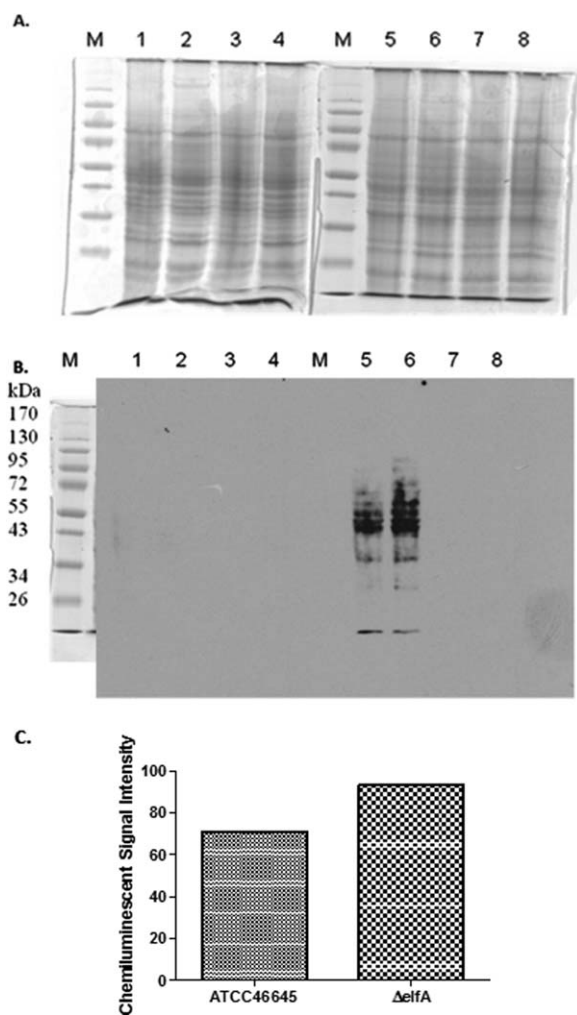 A.
M 1 2 3 4 M 5 6 7 8
B.
M 1 2 3 4 M 5 6 7 8
kDa
170
130
95
72
55
43
34
26
C.
Chemiluminescent Signal Intensity
100
80
60
40
20
0
ATCC46645 ΔelfA